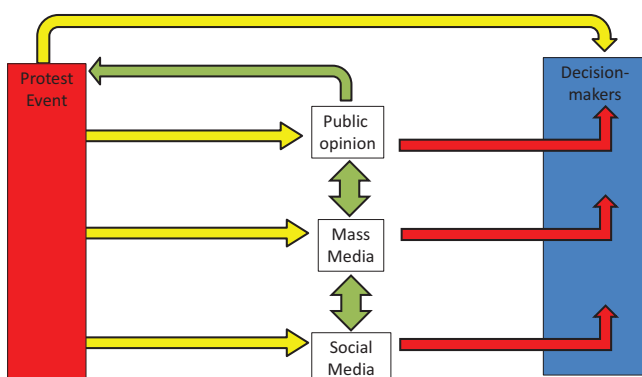 Protest
Event
Decision-
makers
Public
opinion
Mass
Media
Social
Media